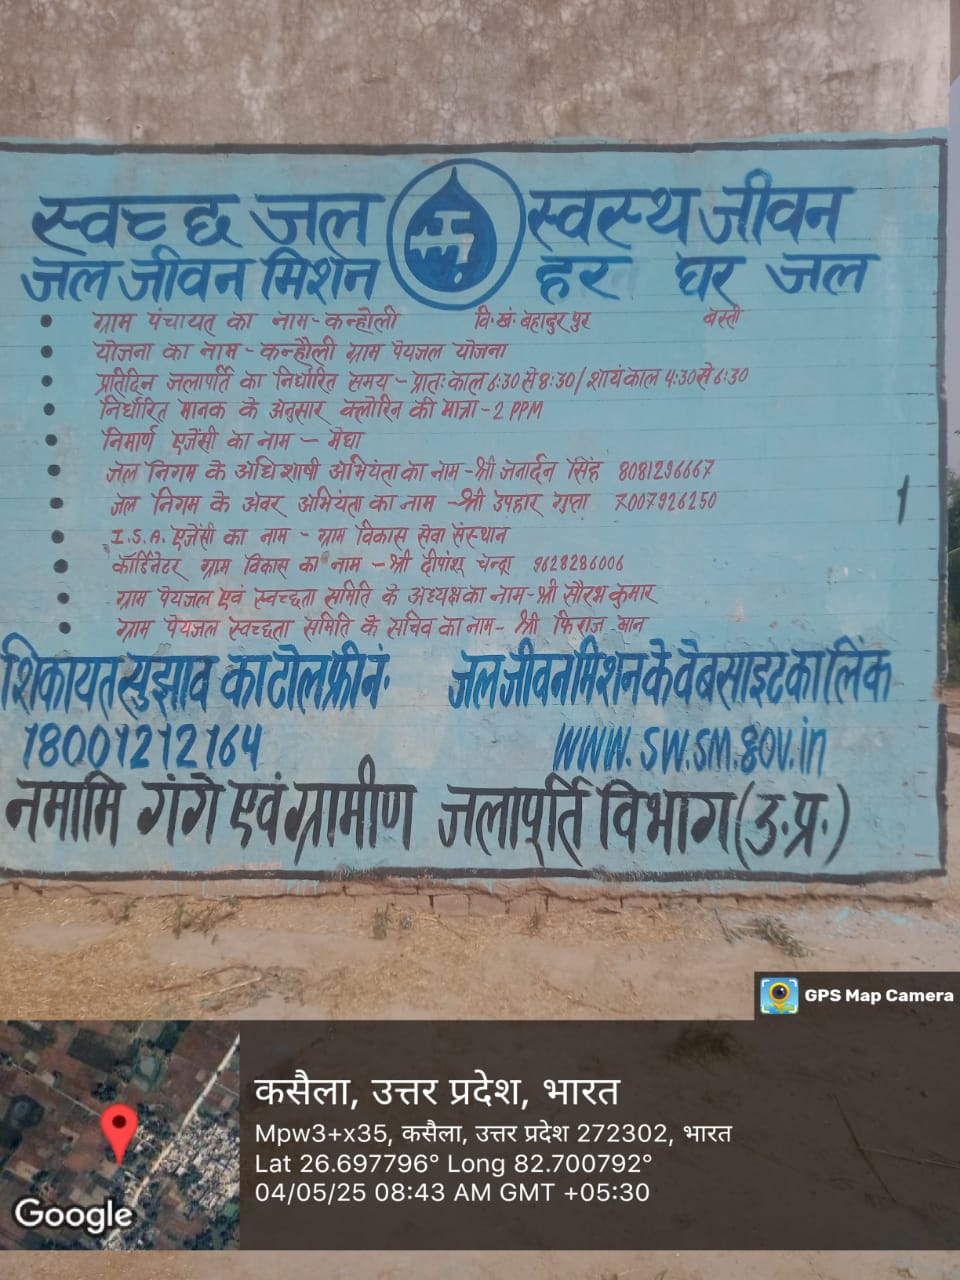 स्वच्छ जल स्वस्थ जीवन
जल जीवन मिशन हर घर जल
• ग्राम पंचायत का नाम - कन्हौली वि.खं. बहादुर पुर बस्ती
• योजना का नाम - कन्हौली ग्राम पेयजल योजना
• प्रतिदिन जलापर्ति का निर्धारित समय - प्रातः काल 6:30 से 8:30/शायंकाल 4:30 से 6:30
• निर्धारित मानक के अनुसार क्लोरिन की मात्रा - 2 PPM
• निमार्ण एजेंसी का नाम - मेघा
• जल निगम के अधिशाषी अभियंता का नाम - श्री जनार्दन सिंह 8081296667
• जल निगम के अवर अभियंता का नाम - श्री उपहार गुप्ता 7007926250
• I.S.A. एजेंसी का नाम - ग्राम विकास सेवा संस्थान
• कॉर्डिनेटर ग्राम विकास का नाम - श्री दीपांशू चन्द्रा 9628286006
• ग्राम पेयजल एवं स्वच्छता समिति के अध्यक्ष का नाम - श्री सौरभ कुमार
• ग्राम पेयजल स्वच्छता समिति के सचिव का नाम - श्री फिराज
शिकायत सुझाव का टोल फ्री नं. जल जीवन मिशन के वेबसाइट का लिंक
18001212164 www.swsm.gov.in
नमामि गंगे एवं ग्रामीण जलापर्ति विभाग (उ.प्र.)
GPS Map Camera
कसैला, उत्तर प्रदेश, भारत
Mpw3+x35, कसैला, उत्तर प्रदेश 272302, भारत
Lat 26.697796° Long 82.700792°
04/05/25 08:43 AM GMT +05:30
Google